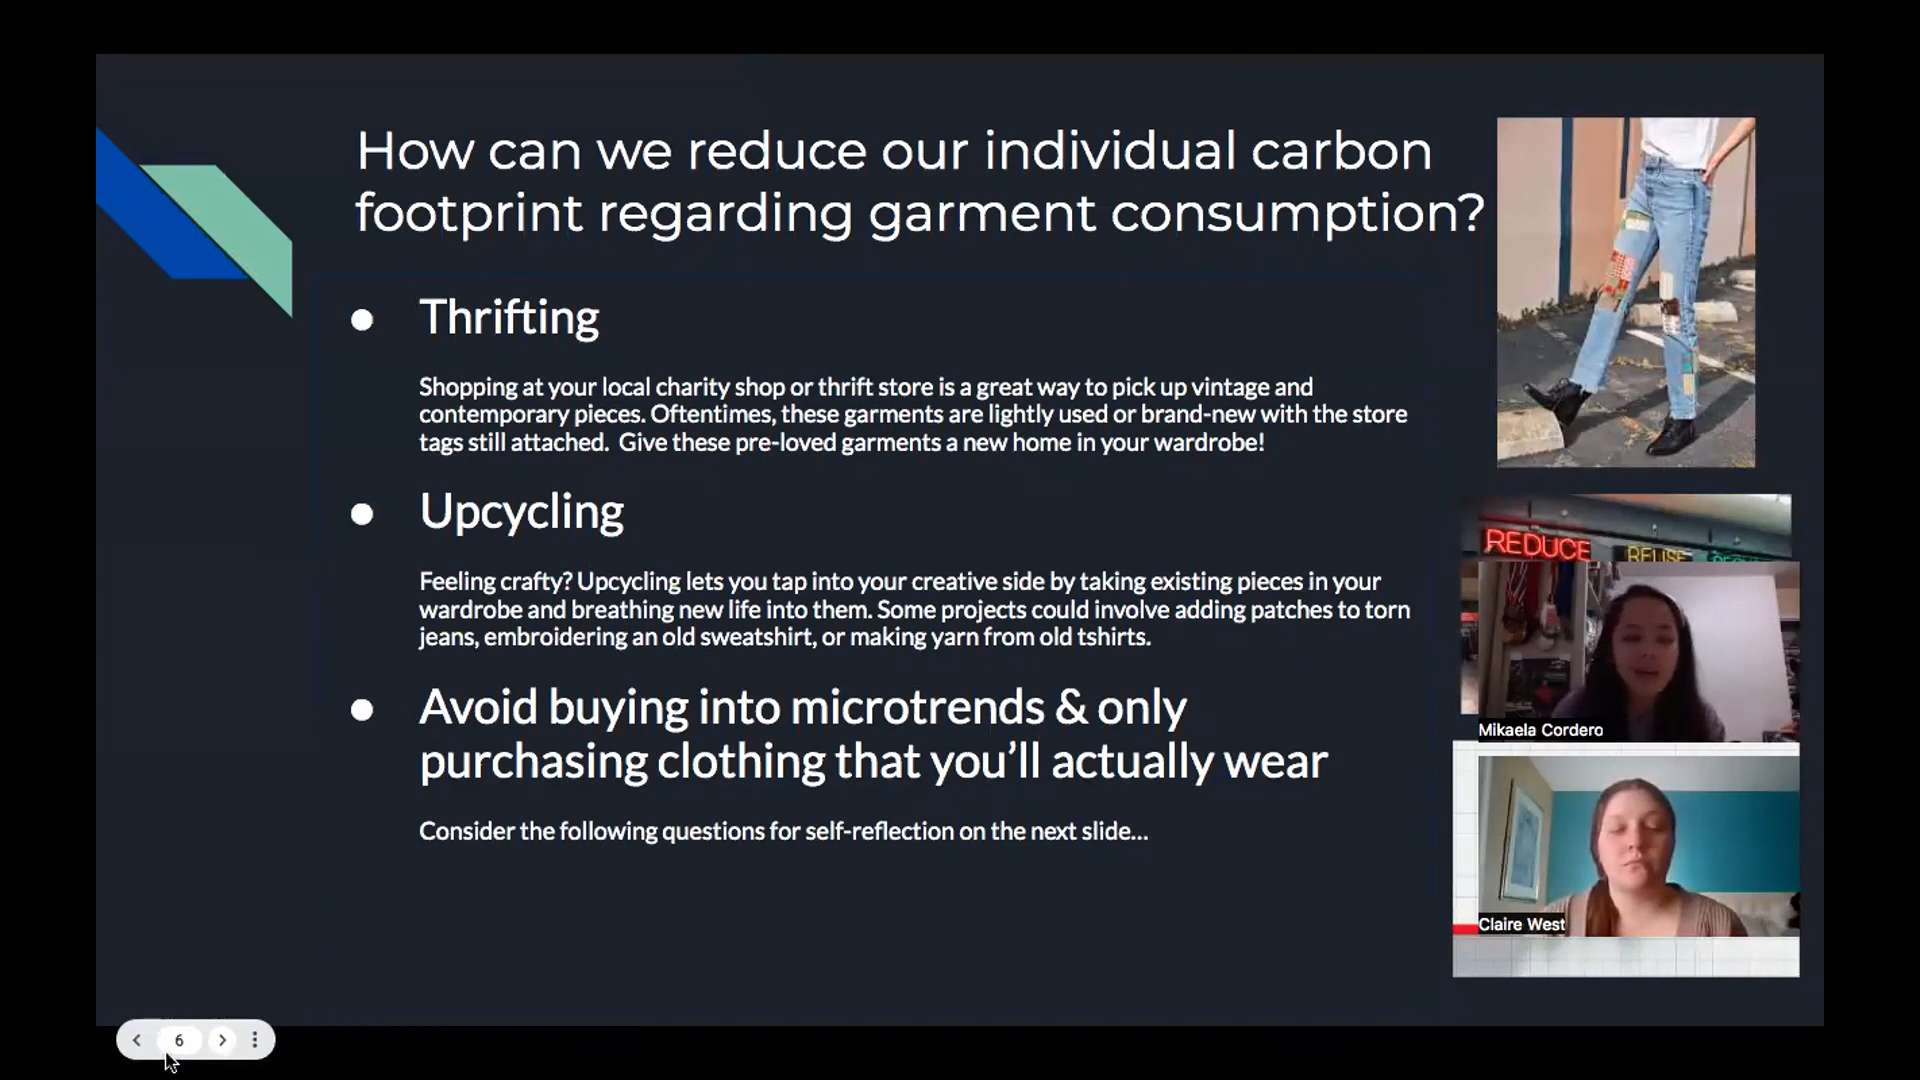 How can we reduce our individual carbon
footprint regarding garment consumption?
● Thrifting
Shopping at your local charity shop or thrift store is a great way to pick up vintage and
contemporary pieces. Oftentimes, these garments are lightly used or brand-new with the store
tags still attached. Give these pre-loved garments a new home in your wardrobe!
● Upcycling
Feeling crafty? Upcycling lets you tap into your creative side by taking existing pieces in your
wardrobe and breathing new life into them. Some projects could involve adding patches to torn
jeans, embroidering an old sweatshirt, or making yarn from old tshirts.
● Avoid buying into microtrends & only
purchasing clothing that you’ll actually wear
Consider the following questions for self-reflection on the next slide...
REDUCE
REUSE
Mikaela Cordero
Claire West
6